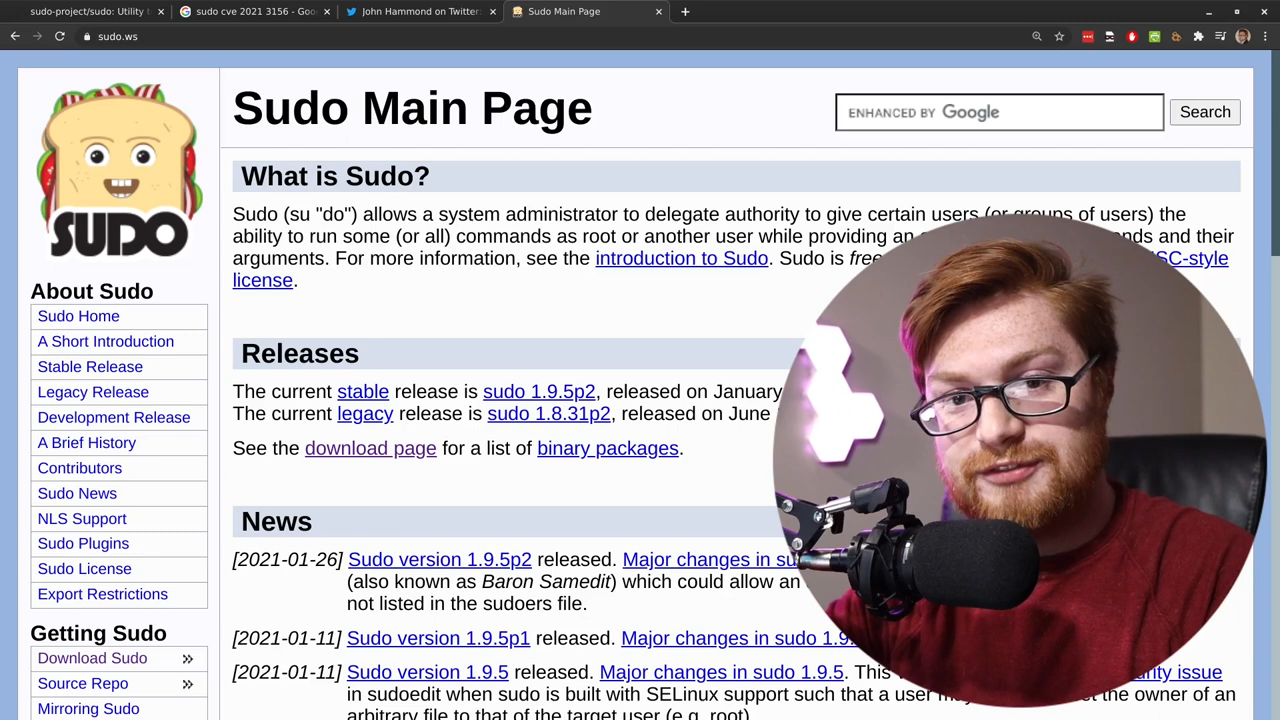 sudo-project/sudo: Utility t
sudo cve 2021 3156 - Goo
John Hammond on Twitter:
Sudo Main Page
sudo.ws
SUDO
Sudo Main Page
ENHANCED BY Google
Search
What is Sudo?
Sudo (su "do") allows a system administrator to delegate authority to give certain users (or groups of users) the
ability to run some (or all) commands as root or another user while providing an and their
arguments. For more information, see the introduction to Sudo. Sudo is free SC-style
license.
About Sudo
Sudo Home
A Short Introduction
Stable Release
Legacy Release
Development Release
A Brief History
Contributors
Sudo News
NLS Support
Sudo Plugins
Sudo License
Export Restrictions
Getting Sudo
Download Sudo »
Source Repo »
Mirroring Sudo
Releases
The current stable release is sudo 1.9.5p2, released on January
The current legacy release is sudo 1.8.31p2, released on June
See the download page for a list of binary packages.
News
[2021-01-26] Sudo version 1.9.5p2 released. Major changes in su
(also known as Baron Samedit) which could allow an
not listed in the sudoers file.
[2021-01-11] Sudo version 1.9.5p1 released. Major changes in sudo 1.9.
[2021-01-11] Sudo version 1.9.5 released. Major changes in sudo 1.9.5. This
in sudoedit when sudo is built with SELinux support such that a user the owner of an
arbitrary file to that of the target user (e.g. root).